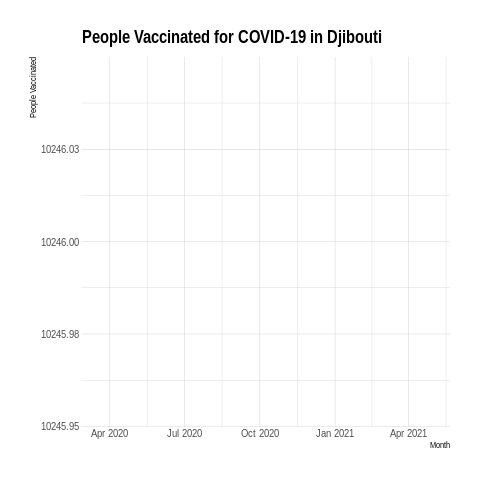 People Vaccinated for COVID-19 in Djibouti
People Vaccinated
10246.03
10246.00
10245.98
10245.95
Apr 2020 Jul 2020 Oct 2020 Jan 2021 Apr 2021
Month